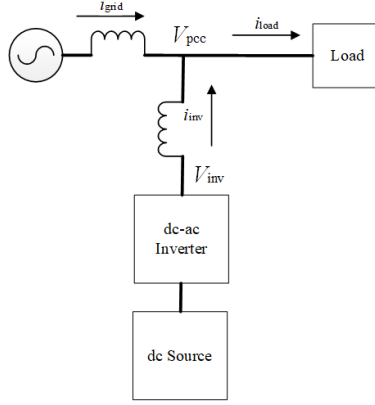 igrid
Vpcc
iload
Load
iinv
Vinv
dc-ac
Inverter
dc Source